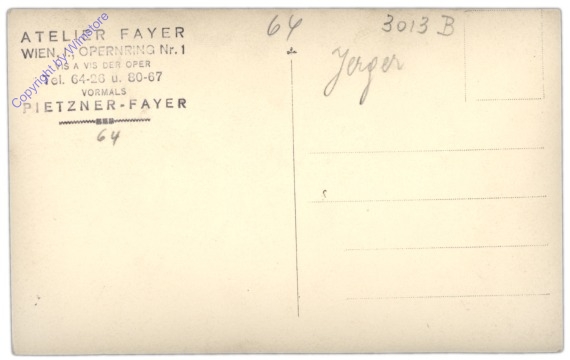 ATELIER FAYER
WIEN, I., OPERNRING Nr. 1
VIS A VIS DER OPER
Tel. 64-26 u. 80-67
VORMALS
PIETZNER-FAYER
64
64
3013 B
Jerger
Copyright by: Wimstore